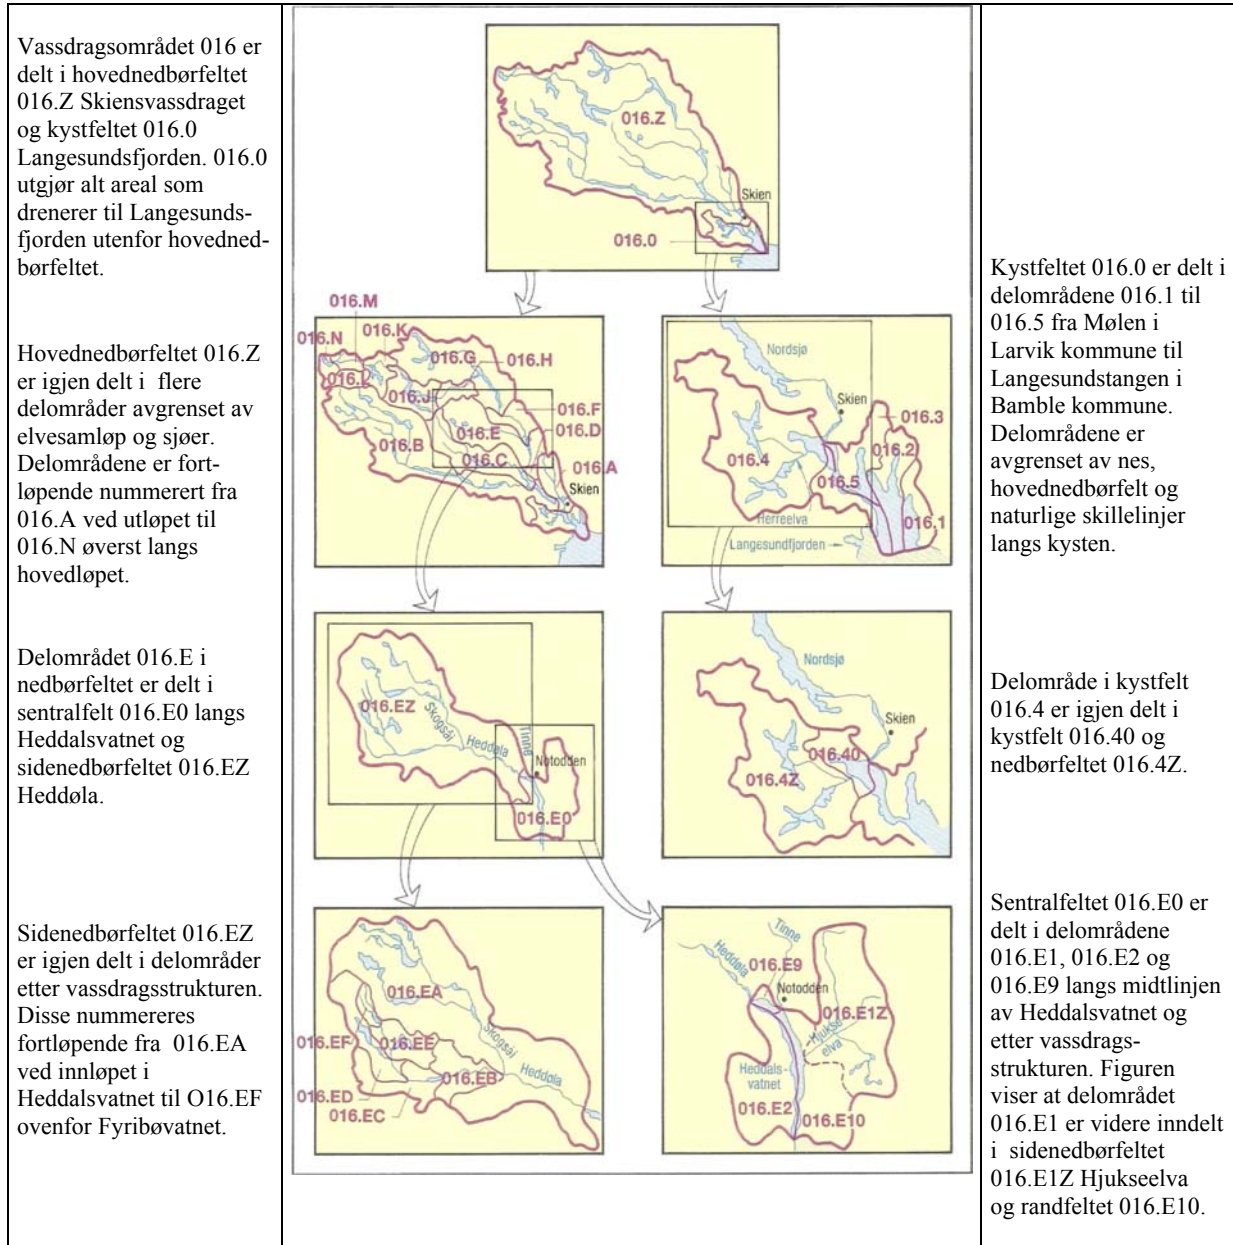 Vassdragsområdet 016 er
delt i hovednedbørfeltet
016.Z Skiensvassdraget
og kystfeltet 016.0
Langesundsfjorden. 016.0
utgjør alt areal som
drenerer til Langesunds-
fjorden utenfor hovedned-
børfeltet.
Hovednedbørfeltet 016.Z
er igjen delt i flere
delområder avgrenset av
elvesamløp og sjøer.
Delområdene er fort-
løpende nummerert fra
016.A ved utløpet til
016.N øverst langs
hovedløpet.
Delområdet 016.E i
nedbørfeltet er delt i
sentralfelt 016.E0 langs
Heddalsvatnet og
sidenedbørfeltet 016.EZ
Heddøla.
Sidenedbørfeltet 016.EZ
er igjen delt i delområder
etter vassdragsstrukturen.
Disse nummereres
fortløpende fra 016.EA
ved innløpet i
Heddalsvatnet til O16.EF
ovenfor Fyribøvatnet.
016.Z
Skien
016.0
016.M
016.N
016.K
016.G
016.H
016.L
016.J
016.F
016.E
016.D
016.B
016.C
016.A
Skien
Nordsjø
Skien
016.3
016.2
016.4
016.5
016.1
Herreelva
Langesundfjorden
016.EZ
Skogsåi
Heddøla
Tinne
Notodden
016.E0
Nordsjø
Skien
016.40
016.4Z
016.EA
Skogsåi
016.EF
016.EE
Heddøla
016.EB
016.ED
016.EC
Tinne
Heddøla
016.E9
Notodden
016.E1Z
Hjukse
elva
Heddals-
vatnet
016.E2
016.E10
Kystfeltet 016.0 er delt i
delområdene 016.1 til
016.5 fra Mølen i
Larvik kommune til
Langesundstangen i
Bamble kommune.
Delområdene er
avgrenset av nes,
hovednedbørfelt og
naturlige skillelinjer
langs kysten.
Delområde i kystfelt
016.4 er igjen delt i
kystfelt 016.40 og
nedbørfeltet 016.4Z.
Sentralfeltet 016.E0 er
delt i delområdene
016.E1, 016.E2 og
016.E9 langs midtlinjen
av Heddalsvatnet og
etter vassdrags-
strukturen. Figuren
viser at delområdet
016.E1 er videre inndelt
i sidenedbørfeltet
016.E1Z Hjukseelva
og randfeltet 016.E10.